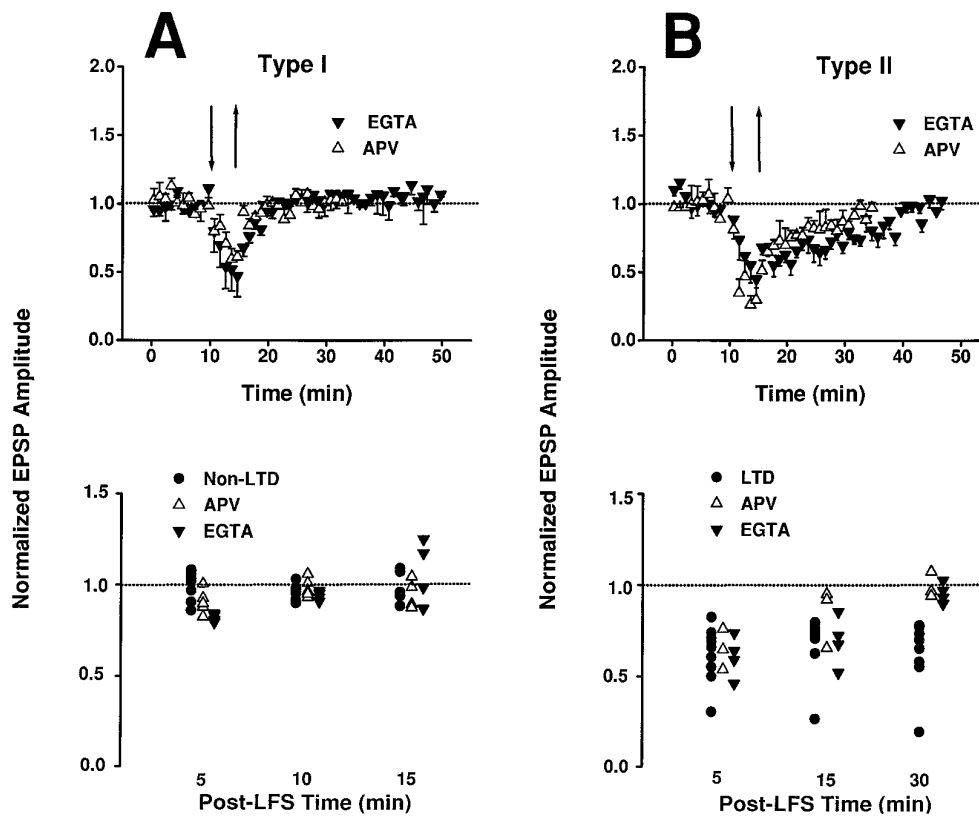 A
Type I
2.0
1.5
1.0
0.5
0.0
EGTA
APV
0 10 20 30 40 50
Time (min)
B
Type II
2.0
1.5
1.0
0.5
0.0
EGTA
APV
0 10 20 30 40 50
Time (min)
Normalized EPSP Amplitude
Non-LTD
APV
EGTA
1.5
1.0
0.5
0.0
5 10 15
Post-LFS Time (min)
Normalized EPSP Amplitude
LTD
APV
EGTA
1.5
1.0
0.5
0.0
5 15 30
Post-LFS Time (min)